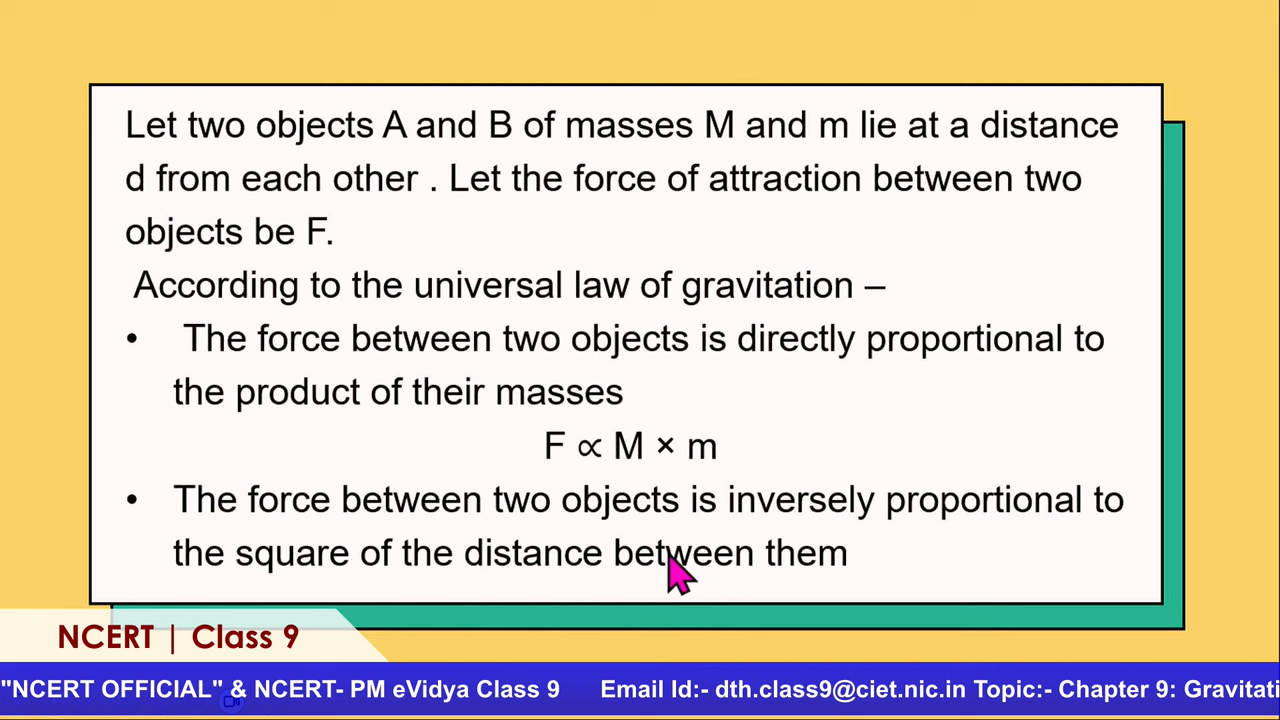 Let two objects A and B of masses M and m lie at a distance
d from each other . Let the force of attraction between two
objects be F.
According to the universal law of gravitation –
• The force between two objects is directly proportional to
the product of their masses
F ∝ M × m
• The force between two objects is inversely proportional to
the square of the distance between them
NCERT | Class 9
"NCERT OFFICIAL" & NCERT- PM eVidya Class 9 Email Id:- dth.class9@ciet.nic.in Topic:- Chapter 9: Gravitati